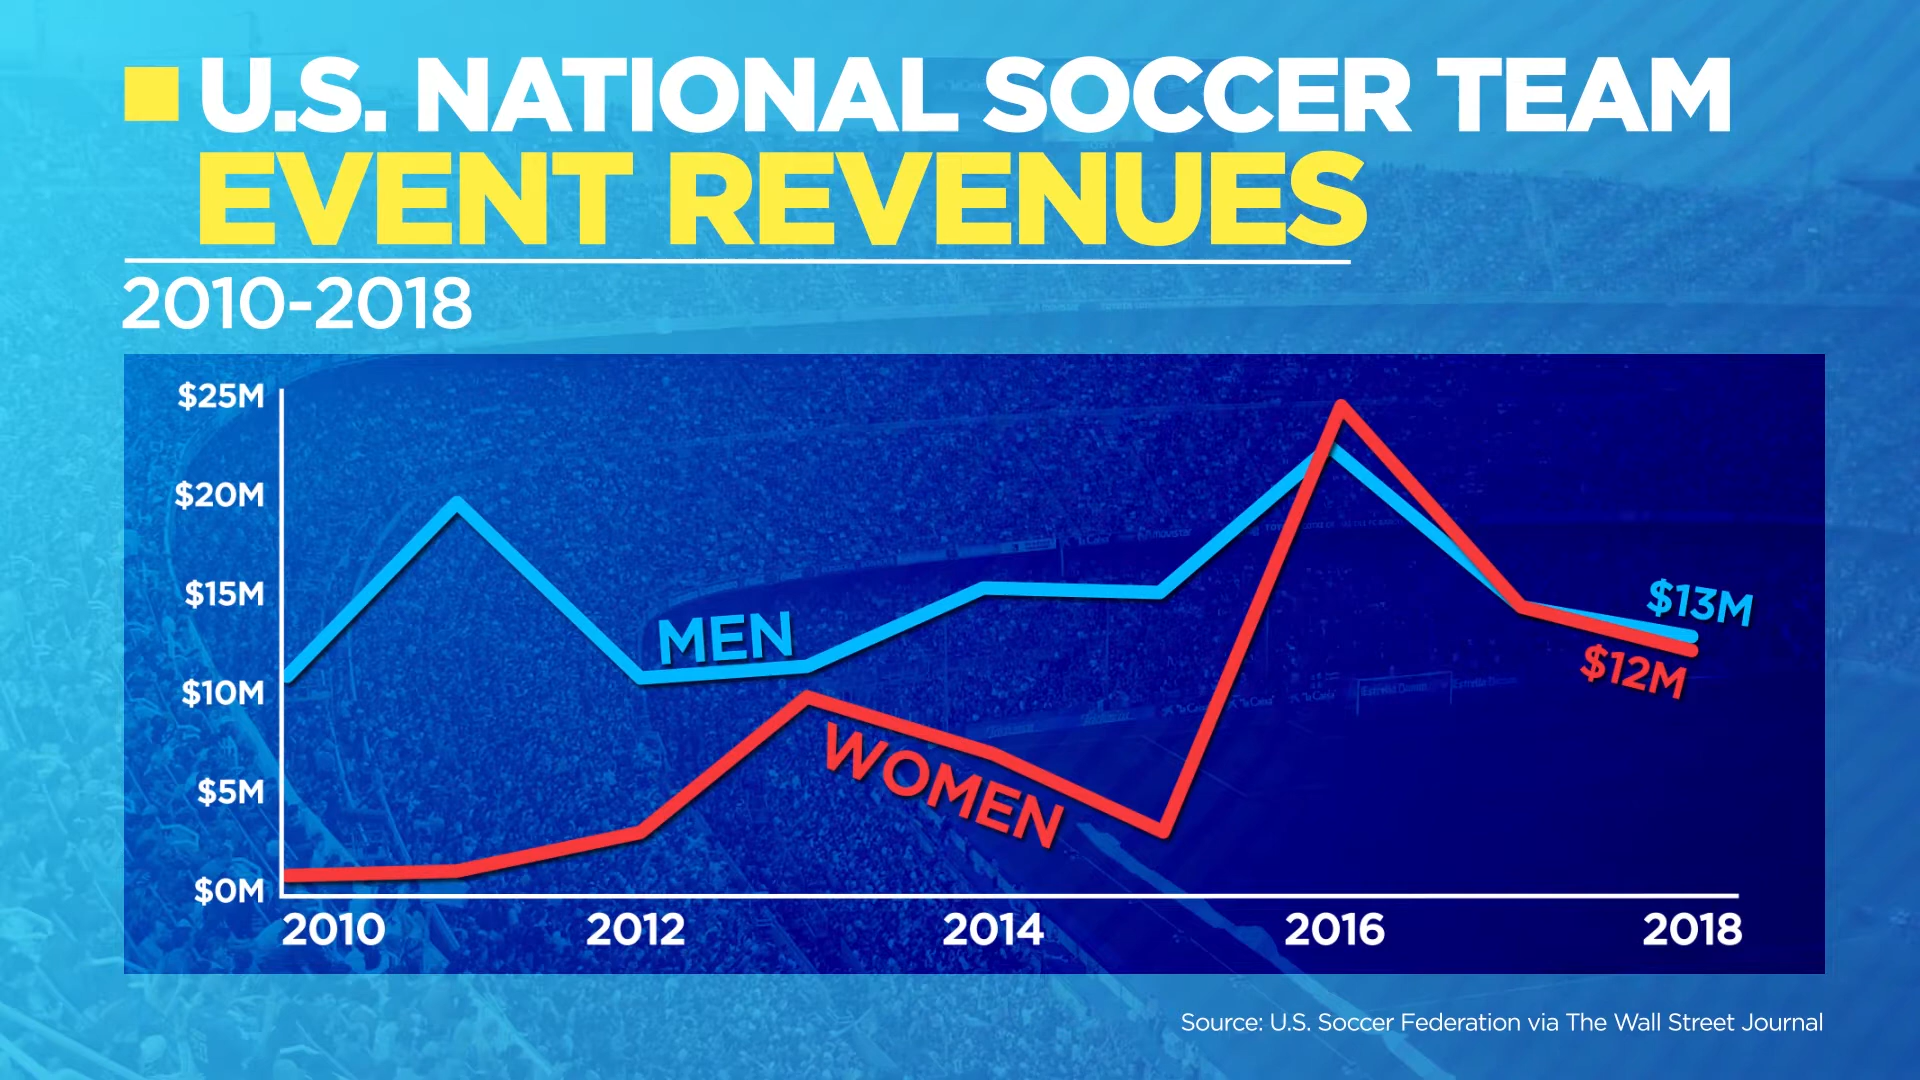 U.S. NATIONAL SOCCER TEAM
EVENT REVENUES
2010-2018
$25M
$20M
$15M
$10M
$5M
$0M
MEN
WOMEN
$13M
$12M
2010 2012 2014 2016 2018
Source: U.S. Soccer Federation via The Wall Street Journal